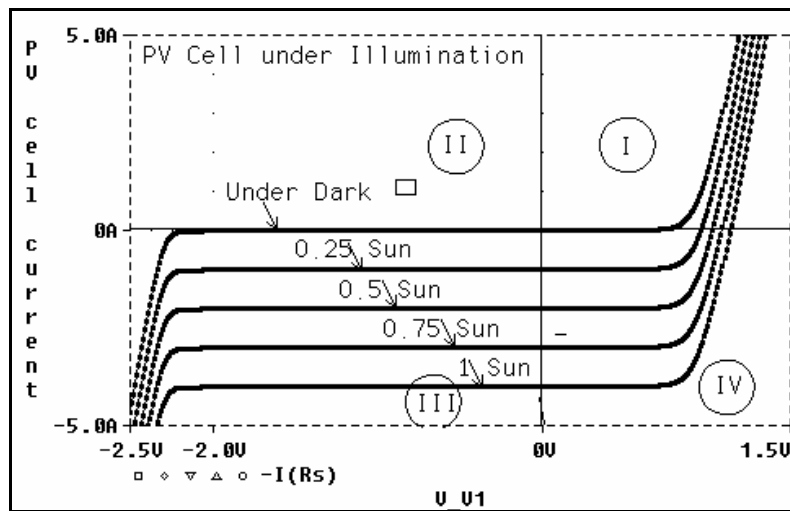 PV cell current
5.0A
PV Cell under Illumination
II
I
Under Dark
0A
0.25 Sun
0.5 Sun
0.75 Sun
1 Sun
III
IV
-5.0A
-2.5V -2.0V 0V 1.5V
-I(Rs)
V_V1